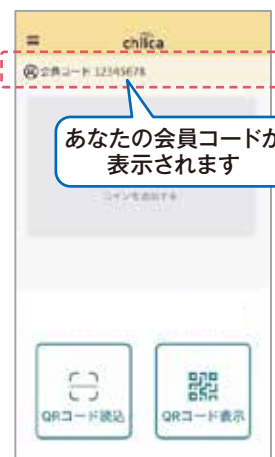 chiica
会員コード 12345678
あなたの会員コードが
表示されます
コインを追加する
QRコード読込
QRコード表示